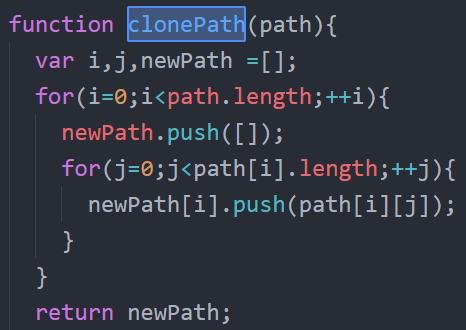 function clonePath(path){
var i,j,newPath =[];
for(i=0;i<path.length;++i){
newPath.push([]);
for(j=0;j<path[i].length;++j){
newPath[i].push(path[i][j]);
}
}
return newPath;